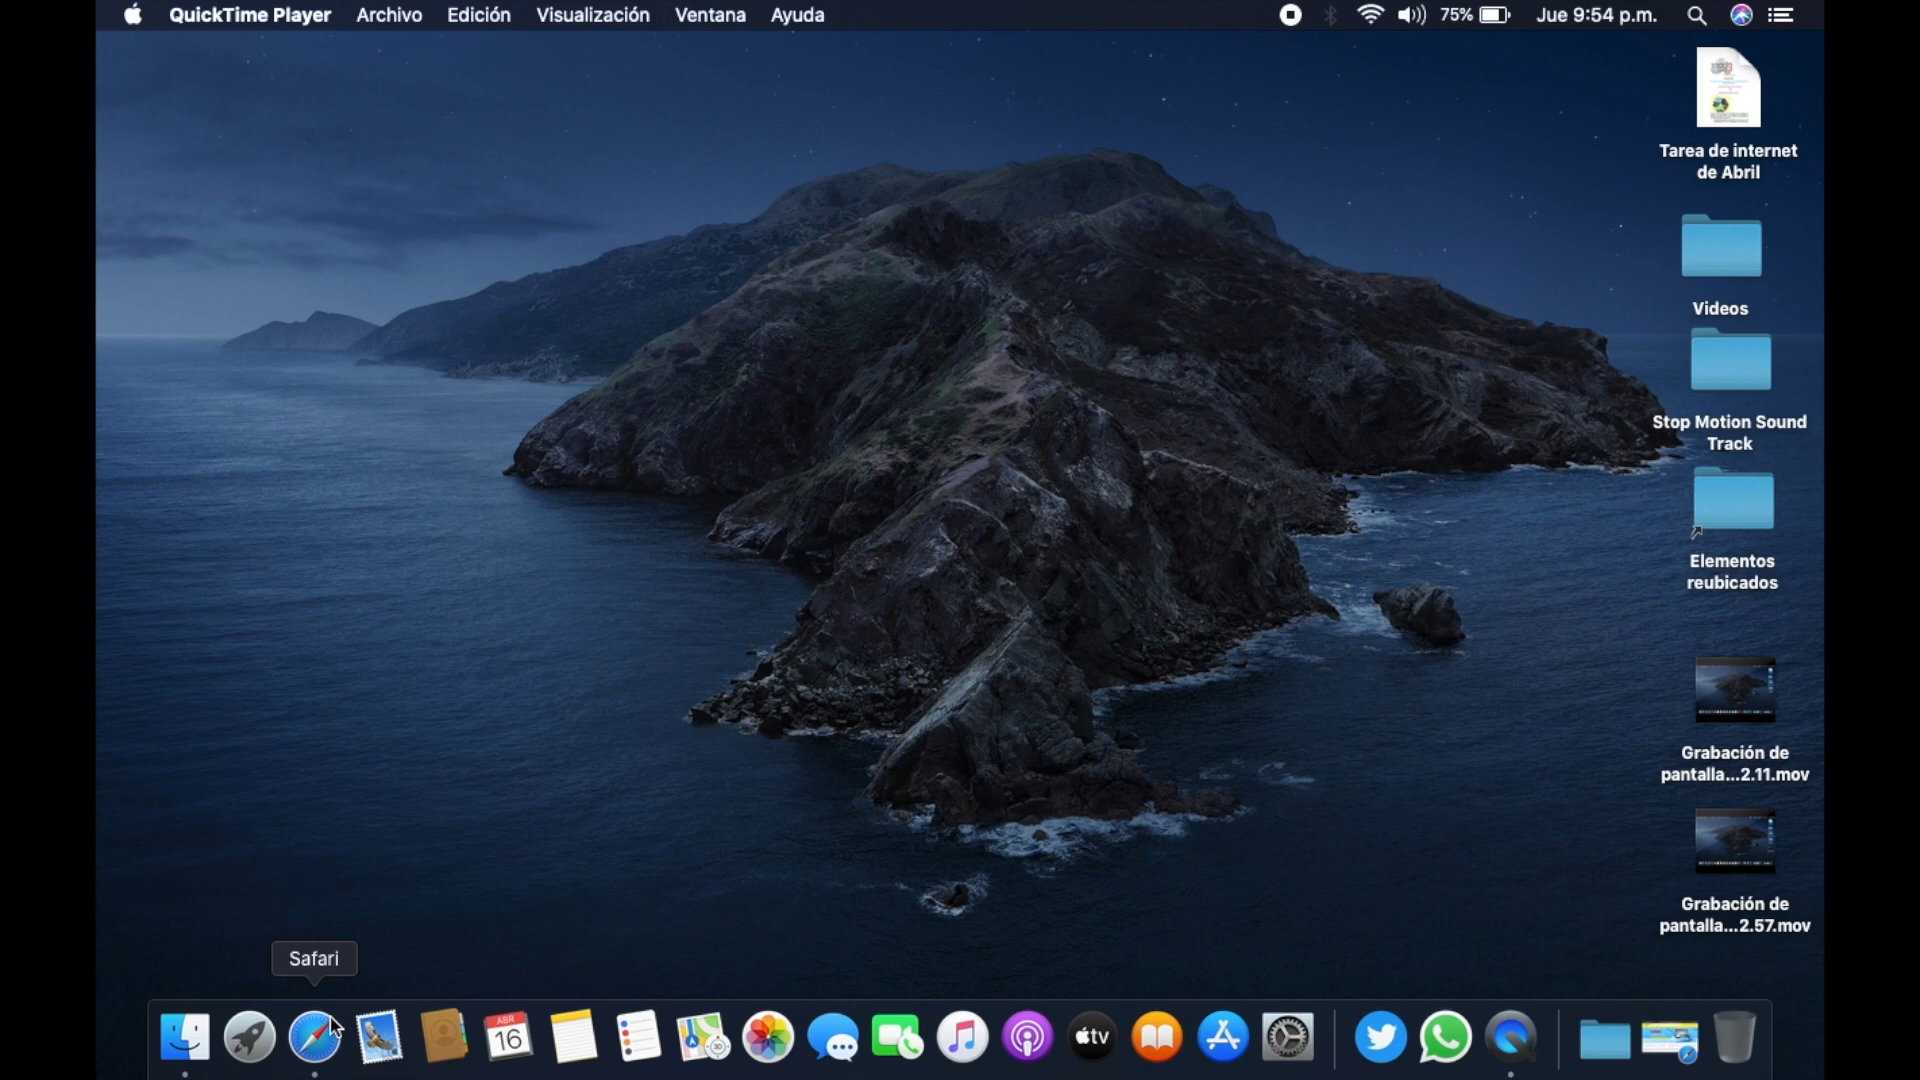 QuickTime Player Archivo Edición Visualización Ventana Ayuda 75% Jue 9:54 p.m.
Tarea de internet
de Abril
Videos
Stop Motion Sound
Track
Elementos
reubicados
Grabación de
pantalla...2.11.mov
Grabación de
pantalla...2.57.mov
Safari
ABR
16
tv